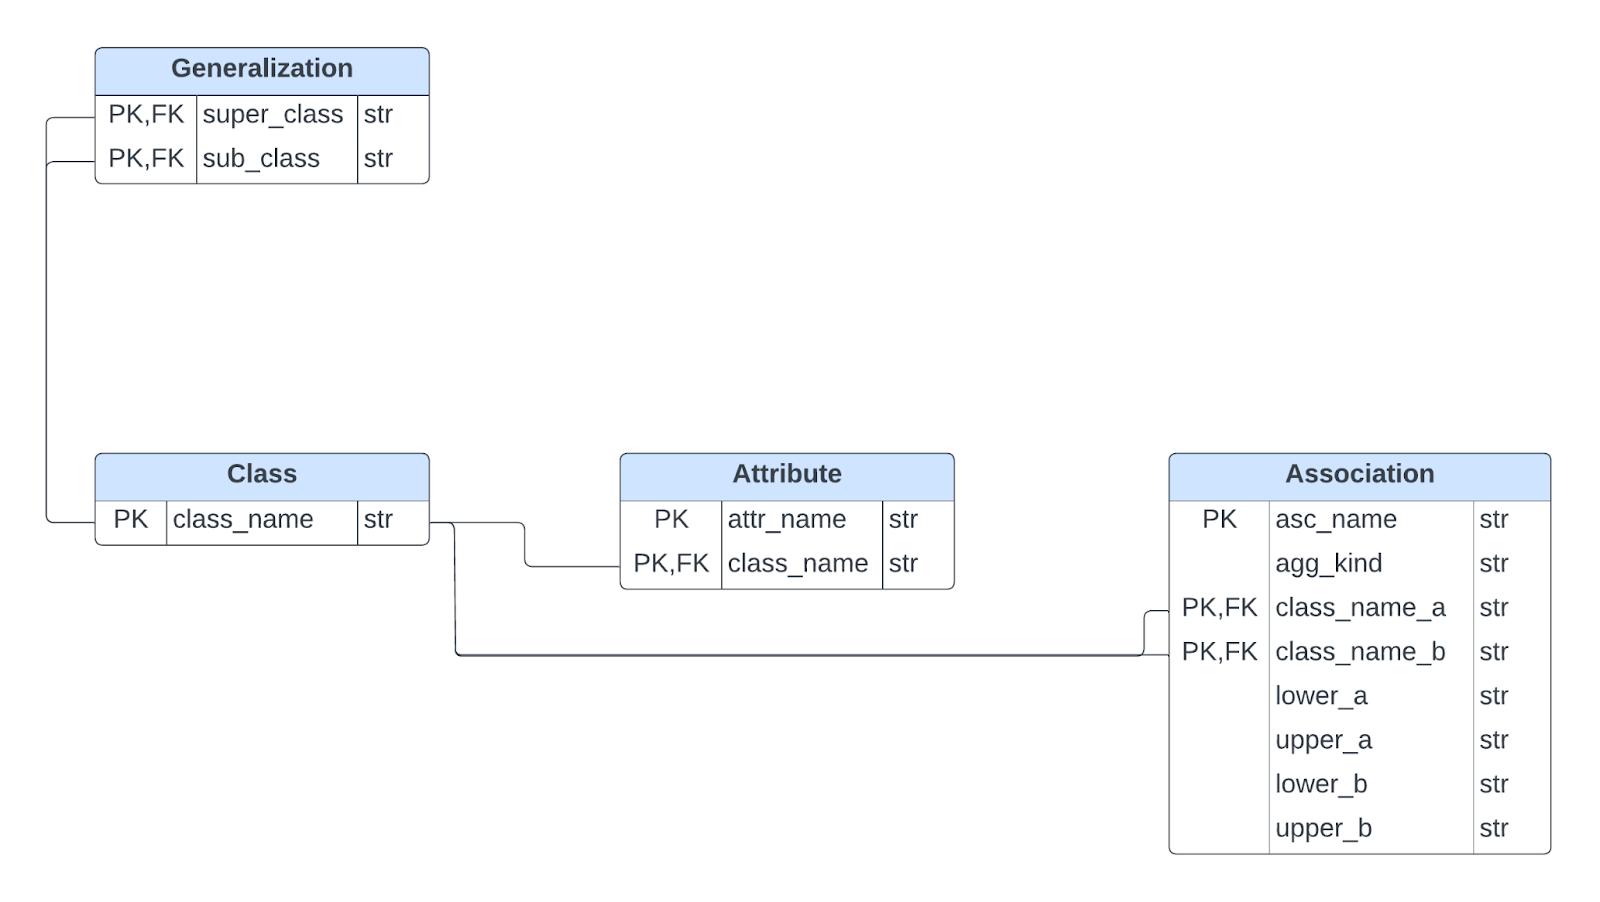 Generalization
PK,FK super_class str
PK,FK sub_class str
Class
PK class_name str
Attribute
PK attr_name str
PK,FK class_name str
Association
PK asc_name str
agg_kind str
PK,FK class_name_a str
PK,FK class_name_b str
lower_a str
upper_a str
lower_b str
upper_b str